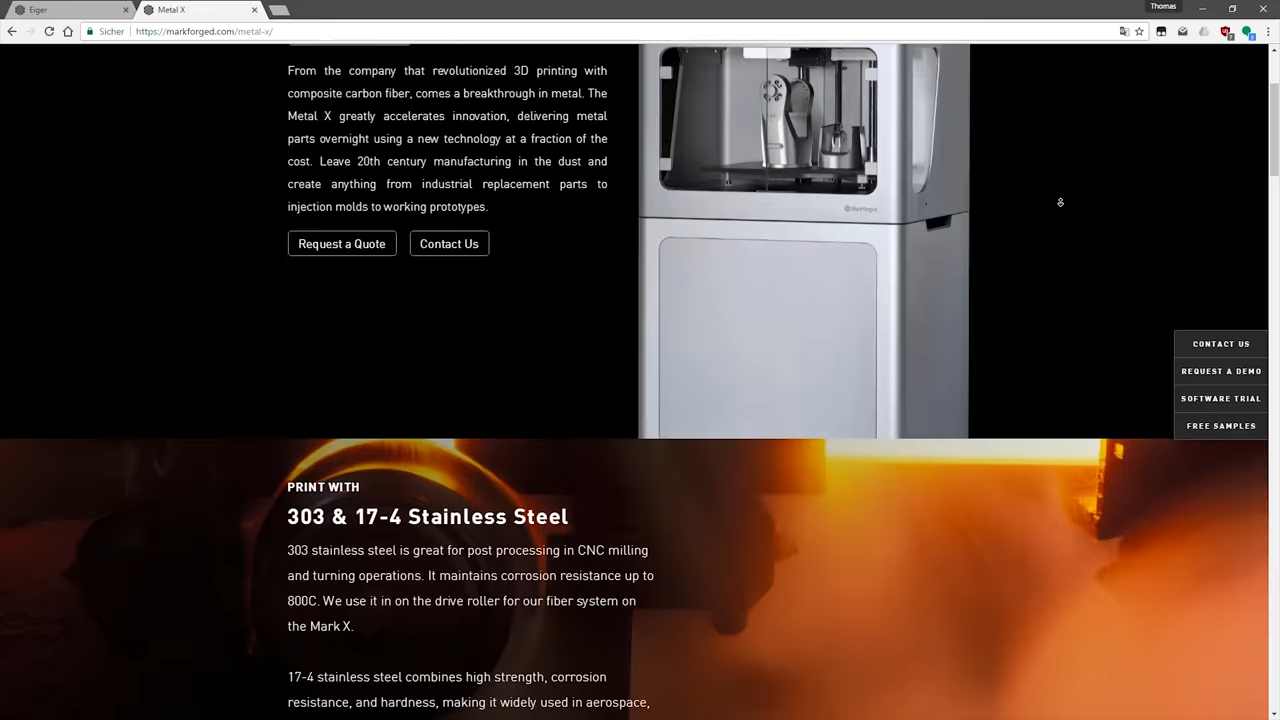 Eiger
Metal X
Thomas
Sicher
https://markforged.com/metal-x/
From the company that revolutionized 3D printing with
composite carbon fiber, comes a breakthrough in metal. The
Metal X greatly accelerates innovation, delivering metal
parts overnight using a new technology at a fraction of the
cost. Leave 20th century manufacturing in the dust and
create anything from industrial replacement parts to
injection molds to working prototypes.
Request a Quote
Contact Us
Markforged
CONTACT US
REQUEST A DEMO
SOFTWARE TRIAL
FREE SAMPLES
PRINT WITH
303 & 17-4 Stainless Steel
303 stainless steel is great for post processing in CNC milling
and turning operations. It maintains corrosion resistance up to
800C. We use it in on the drive roller for our fiber system on
the Mark X.
17-4 stainless steel combines high strength, corrosion
resistance, and hardness, making it widely used in aerospace,